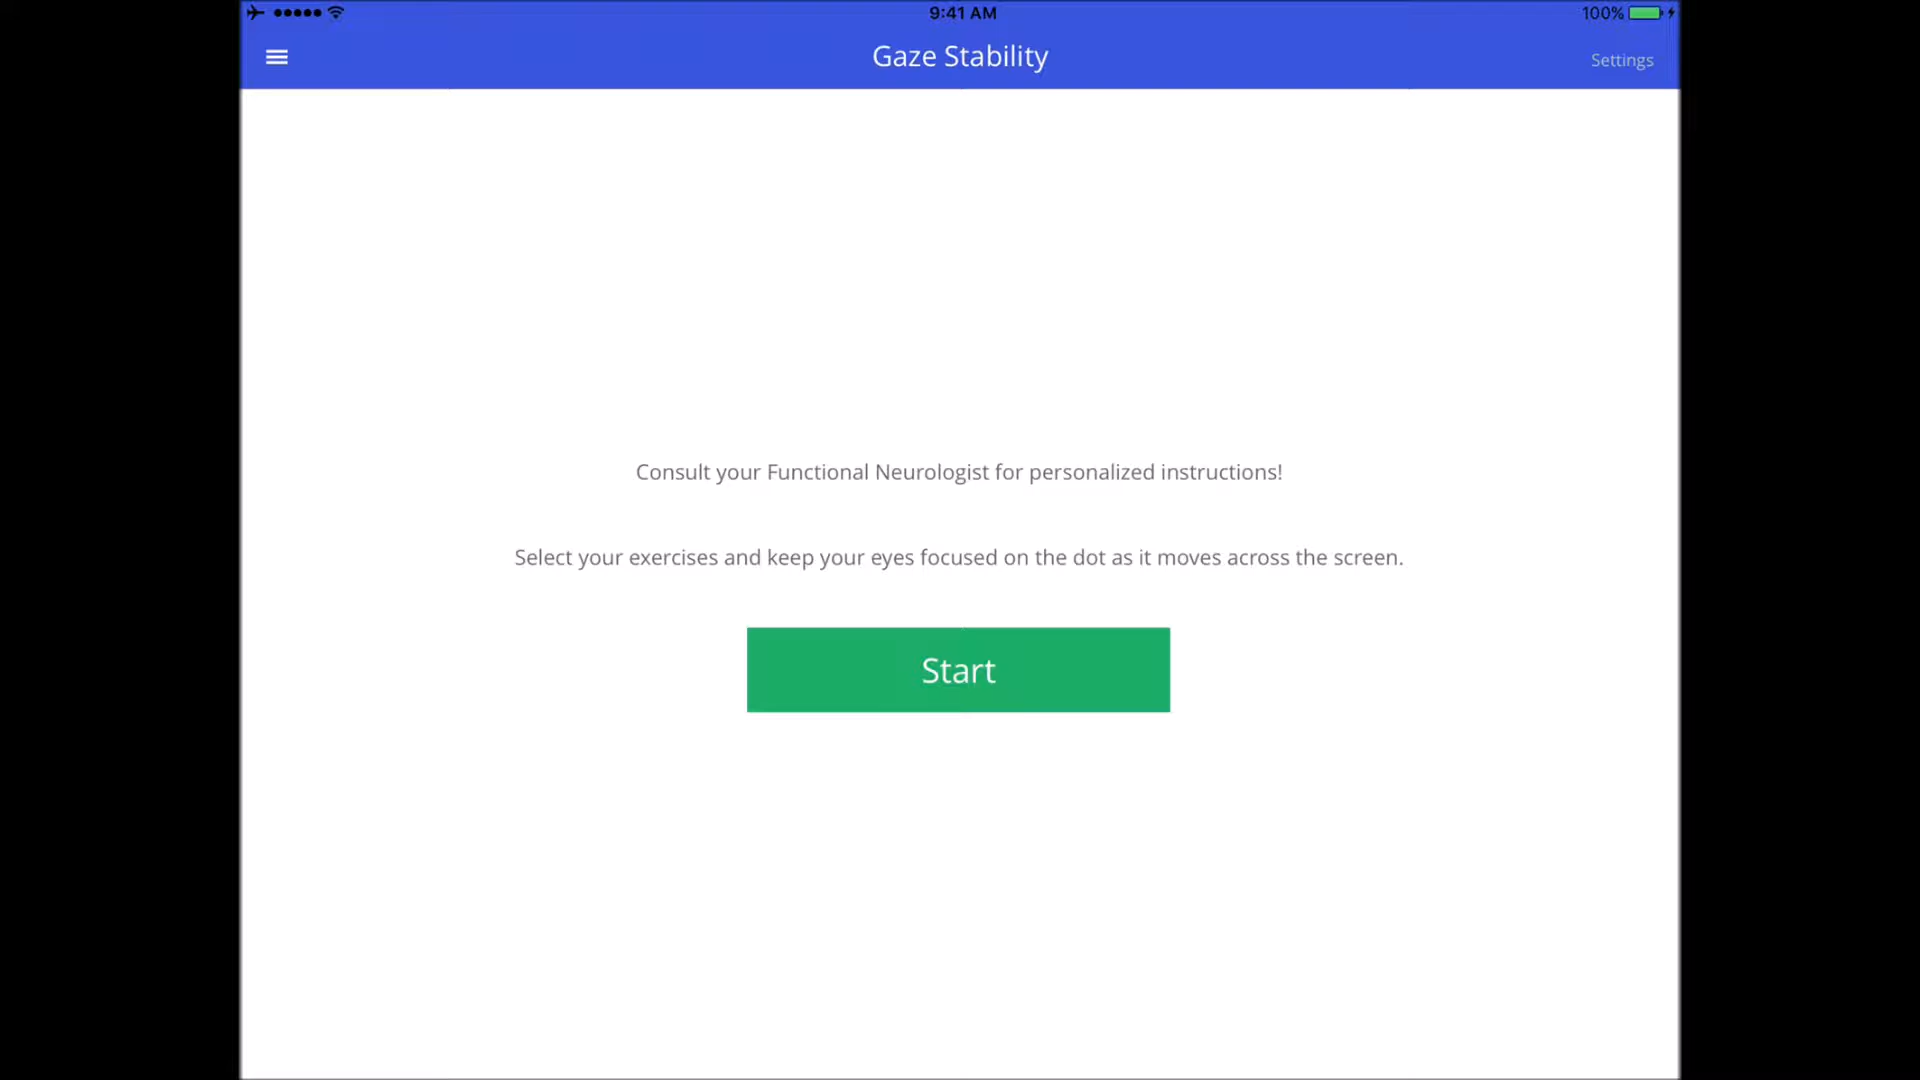 9:41 AM
100%
Gaze Stability
Settings
Consult your Functional Neurologist for personalized instructions!
Select your exercises and keep your eyes focused on the dot as it moves across the screen.
Start